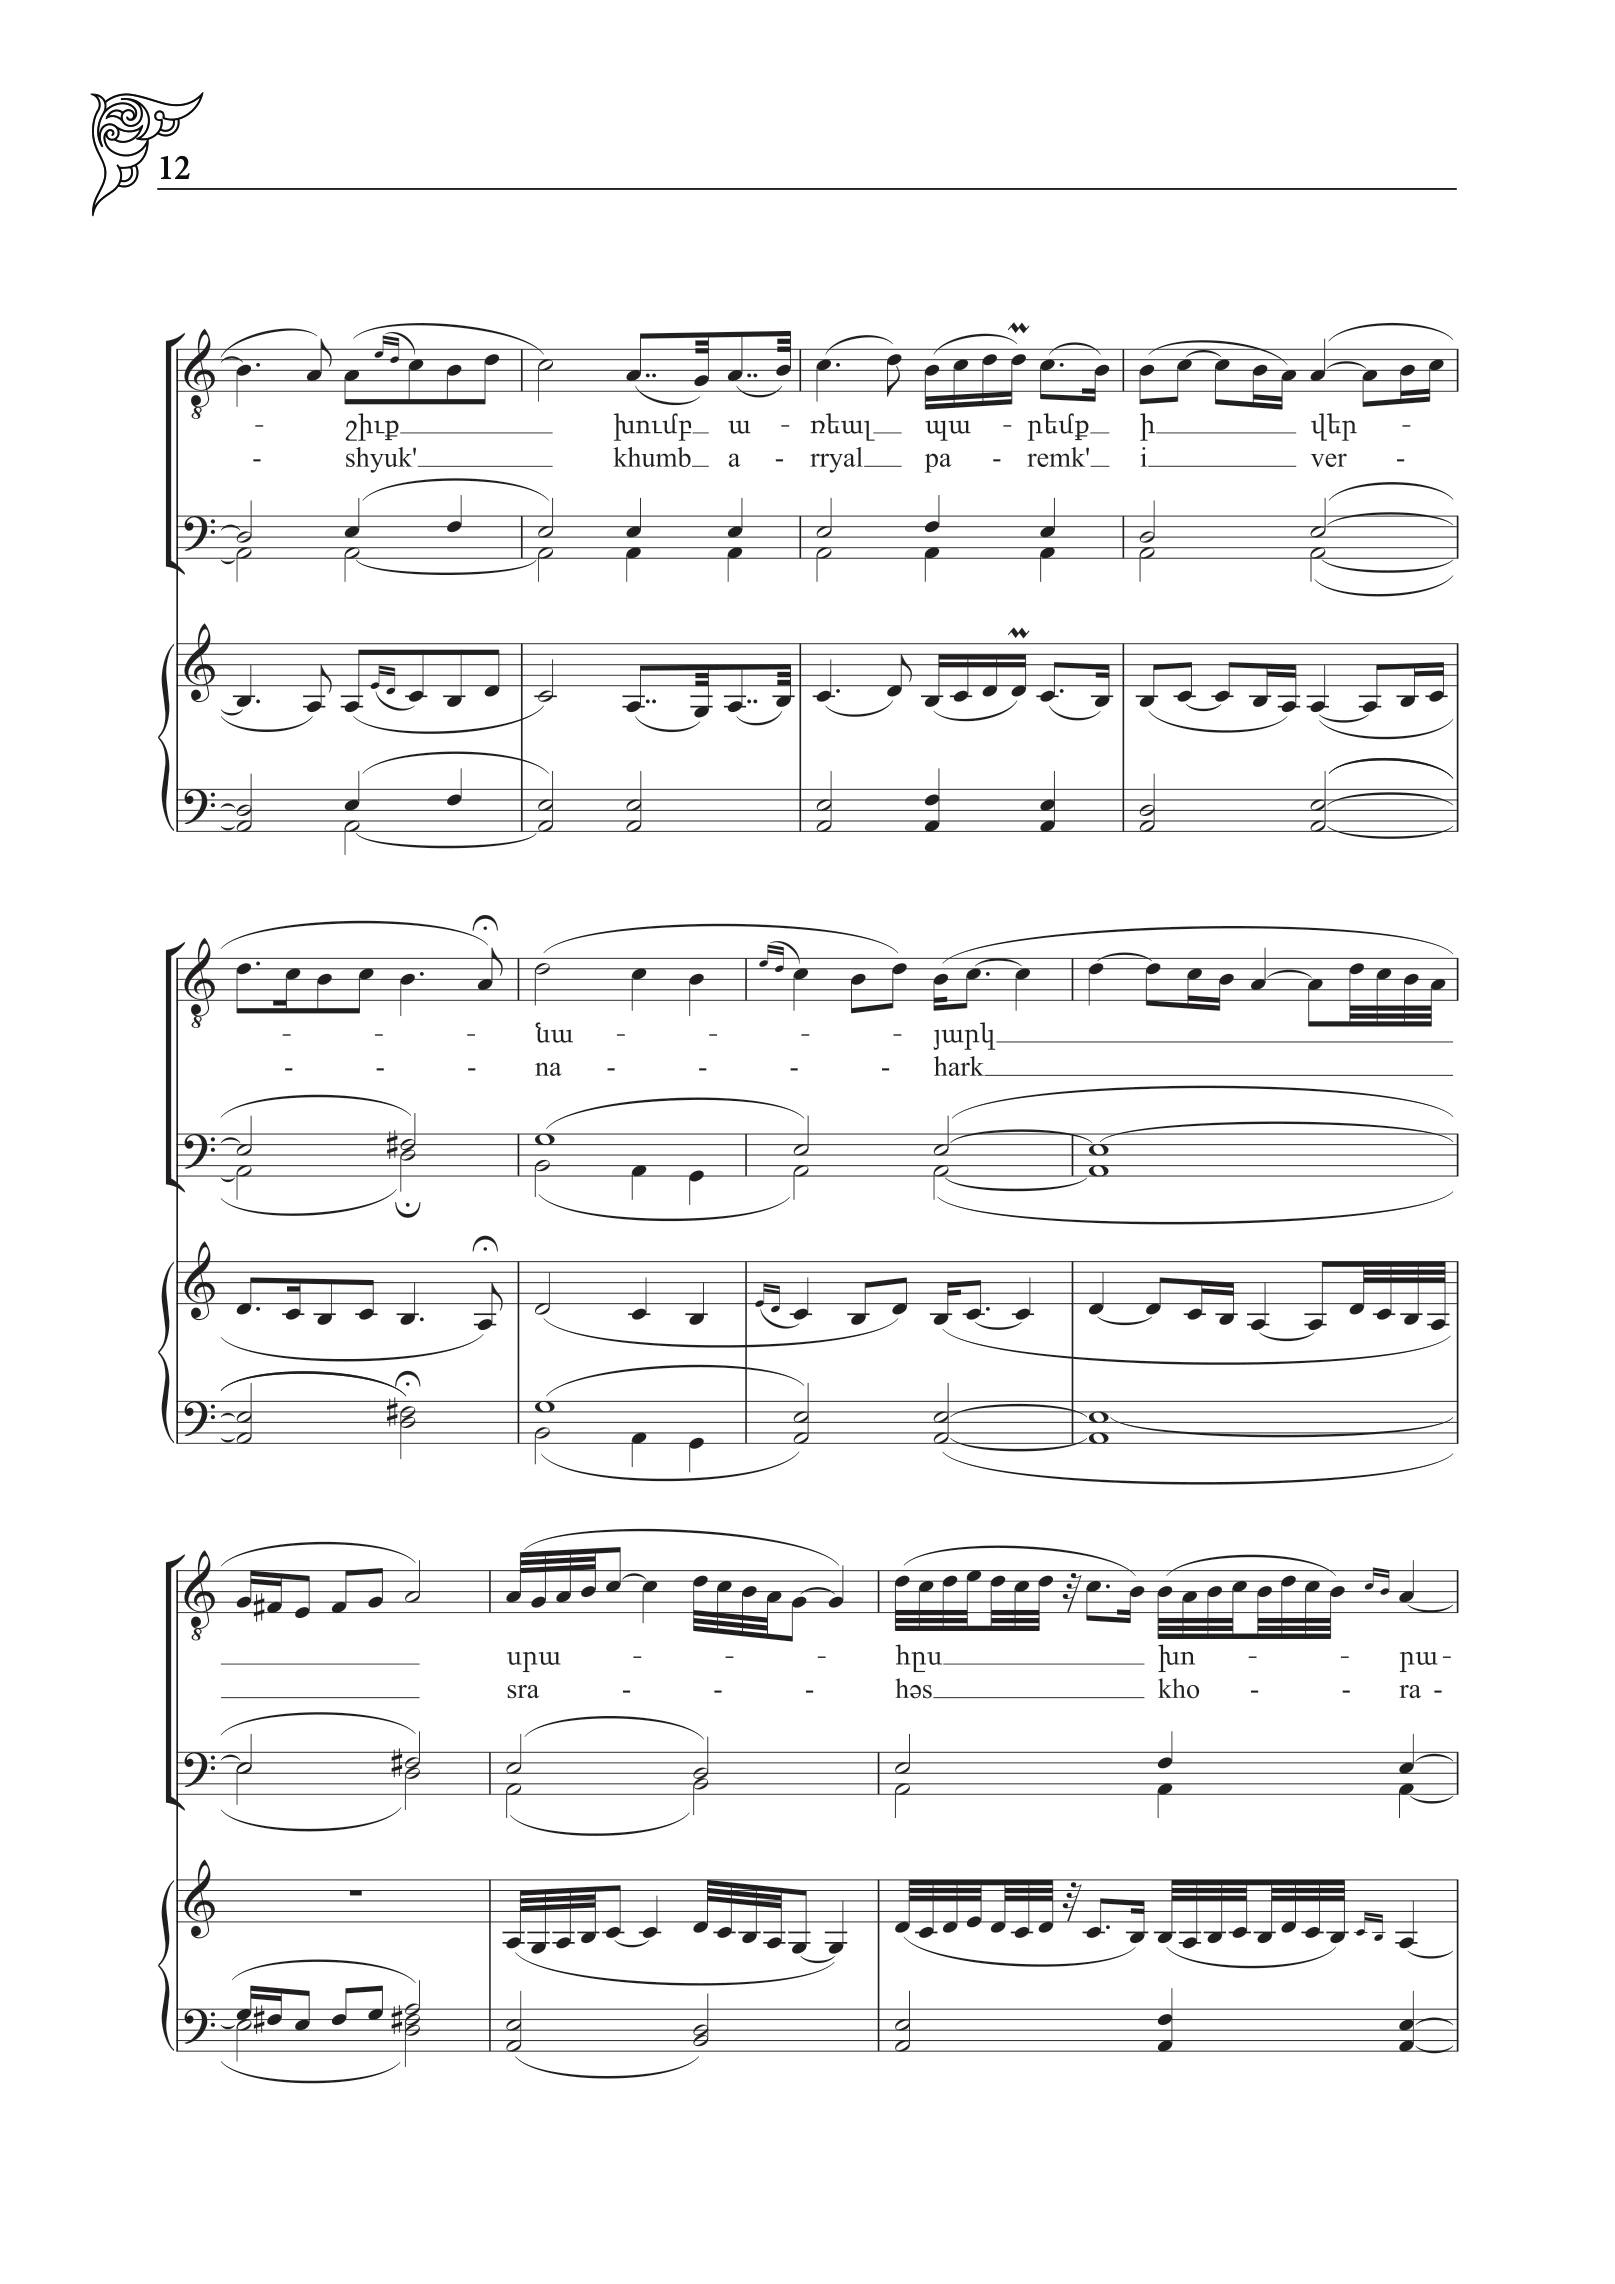 12
- շիւք խումբ ա - ռեալ պա - րեմք ի վեր -
- shyuk' khumb a - rryal pa - remk' i ver -
- - - նա - - - - յարկ
- - - na - - - - hark
սրա - - - հըս խո - - րա -
sra - - - həs kho - - ra -